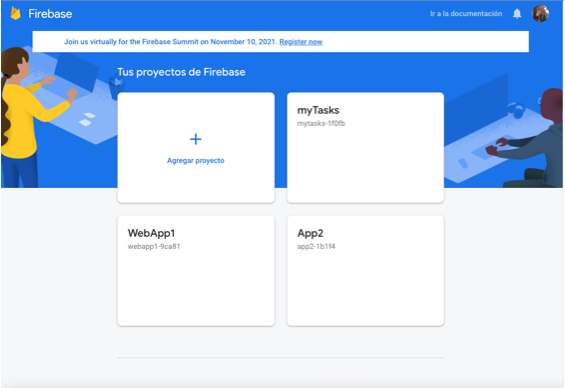 Firebase
Ir a la documentación
Join us virtually for the Firebase Summit on November 10, 2021. Register now
Tus proyectos de Firebase
+
Agregar proyecto
myTasks
mytasks-1f0fb
WebApp1
webapp1-9ca81
App2
app2-1b1f4